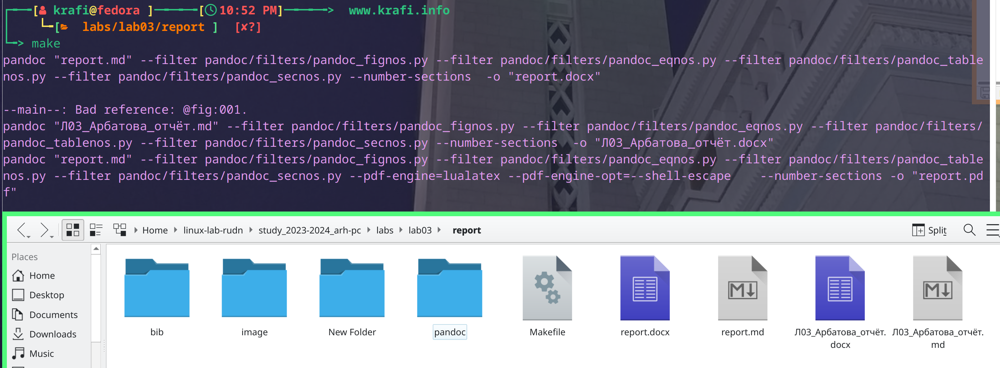 [ krafi@fedora ] [10:52 PM] > www.krafi.info
[ labs/lab03/report ] [✘?]
> make
pandoc "report.md" --filter pandoc/filters/pandoc_fignos.py --filter pandoc/filters/pandoc_eqnos.py --filter pandoc/filters/pandoc_table
nos.py --filter pandoc/filters/pandoc_secnos.py --number-sections  -o "report.docx"
--main--: Bad reference: @fig:001.
pandoc "Л03_Арбатова_отчёт.md" --filter pandoc/filters/pandoc_fignos.py --filter pandoc/filters/pandoc_eqnos.py --filter pandoc/filters/
pandoc_tablenos.py --filter pandoc/filters/pandoc_secnos.py --number-sections  -o "Л03_Арбатова_отчёт.docx"
pandoc "report.md" --filter pandoc/filters/pandoc_fignos.py --filter pandoc/filters/pandoc_eqnos.py --filter pandoc/filters/pandoc_table
nos.py --filter pandoc/filters/pandoc_secnos.py --pdf-engine=lualatex --pdf-engine-opt=--shell-escape    --number-sections -o "report.pd
f"
Home linux-lab-rudn study_2023-2024_arh-pc labs lab03 report Split
Places
Home
Desktop
Documents
Downloads
Music
bib
image
New Folder
pandoc
Makefile
report.docx
report.md
Л03_Арбатова_отчёт.
docx
Л03_Арбатова_отчёт.
md